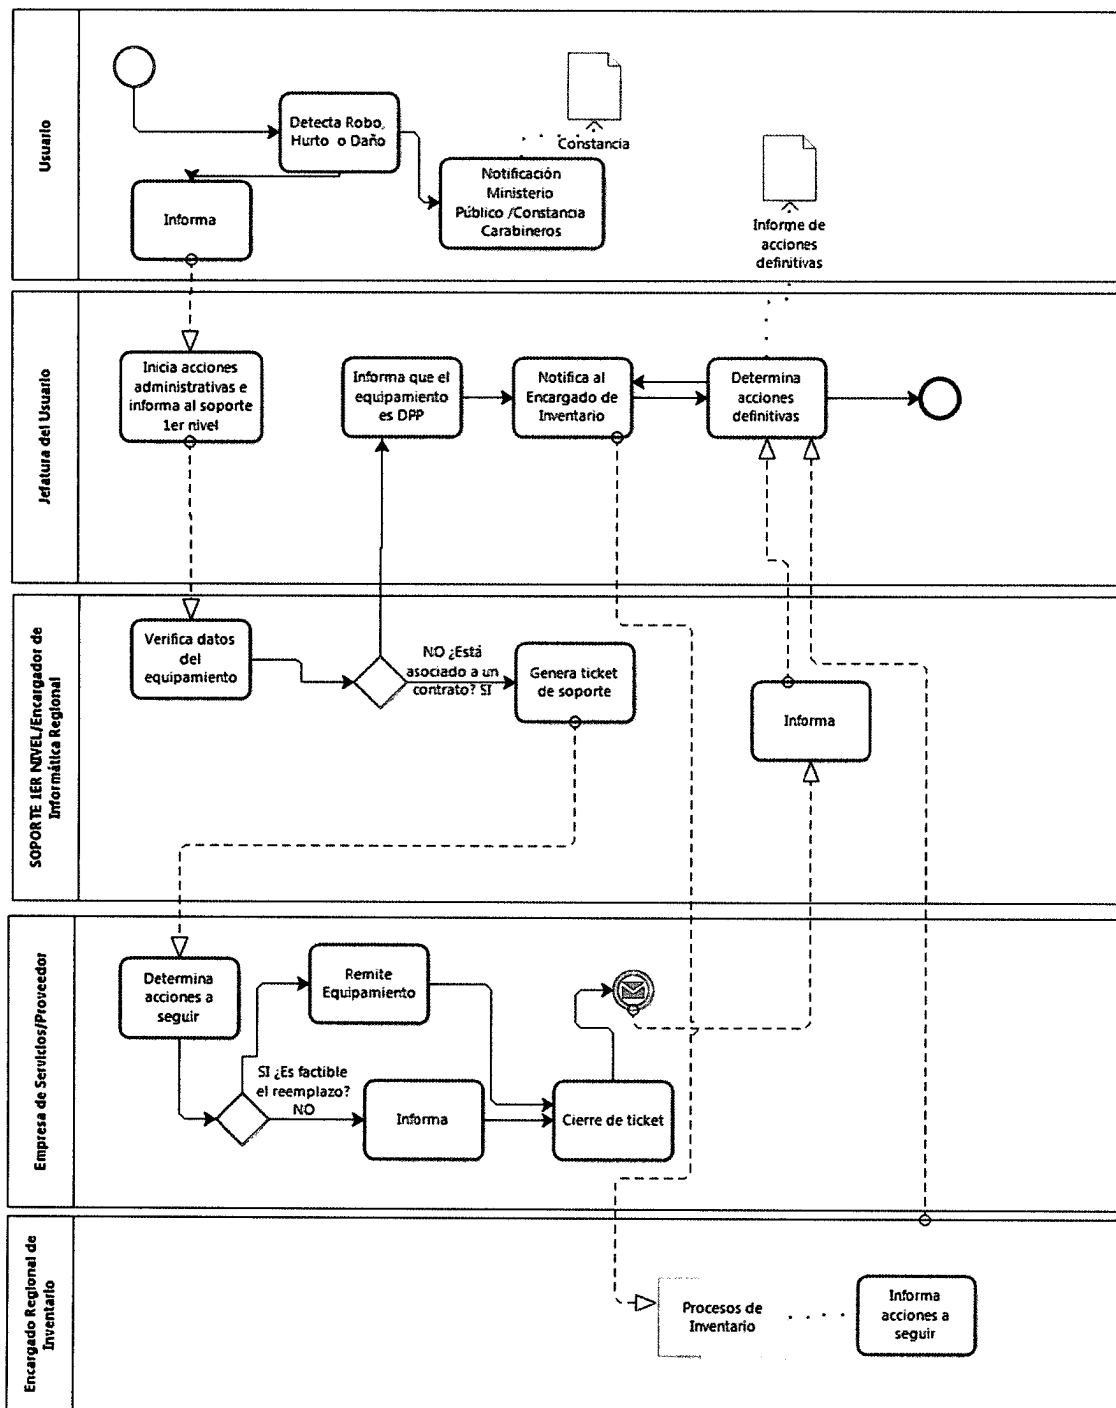 Usuario
Detecta Robo,
Hurto o Daño
Constancia
Notificación
Ministerio
Público /Constancia
Carabineros
Informa
Informe de
acciones
definitivas
Jefatura del Usuario
Inicia acciones
administrativas e
informa al soporte
1er nivel
Informa que el
equipamiento
es DPP
Notifica al
Encargado de
Inventario
Determina
acciones
definitivas
SOPORTE 1ER NIVEL/Encargador de
Informática Regional
Verifica datos
del
equipamiento
NO ¿Está
asociado a un
contrato? SI
Genera ticket
de soporte
Informa
Empresa de Servicios/Proveedor
Determina
acciones a
seguir
Remite
Equipamiento
SI ¿Es factible
el reemplazo?
NO
Informa
Cierre de ticket
Encargado Regional de
Inventario
Procesos de
Inventario
Informa
acciones a
seguir